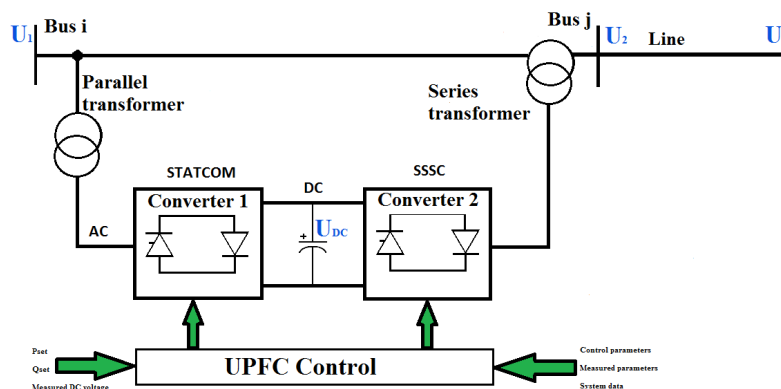 U1
Bus i
Bus j
U2
Line
U
Parallel
transformer
Series
transformer
STATCOM
DC
SSSC
Converter 1
Converter 2
AC
+
UDC
Pset
Qset
Measured DC voltage
UPFC Control
Control parameters
Measured parameters
System data